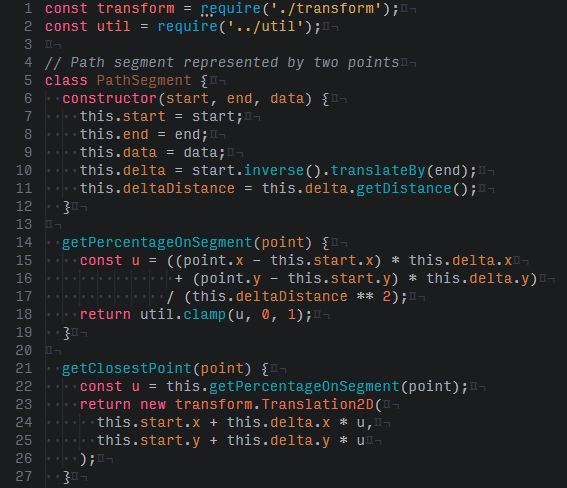 1 const transform = require('./transform');¤¬
2 const util = require('../util');¤¬
3 ¤¬
4 // Path segment represented by two points¤¬
5 class PathSegment {¤¬
6 ··constructor(start, end, data) {¤¬
7 ····this.start = start;¤¬
8 ····this.end = end;¤¬
9 ····this.data = data;¤¬
10 ····this.delta = start.inverse().translateBy(end);¤¬
11 ····this.deltaDistance = this.delta.getDistance();¤¬
12 ··}¤¬
13 ¤¬
14 ··getPercentageOnSegment(point) {¤¬
15 ····const u = ((point.x - this.start.x) * this.delta.x¤¬
16 ···············+ (point.y - this.start.y) * this.delta.y)¤¬
17 ··············/ (this.deltaDistance ** 2);¤¬
18 ····return util.clamp(u, 0, 1);¤¬
19 ··}¤¬
20 ¤¬
21 ··getClosestPoint(point) {¤¬
22 ····const u = this.getPercentageOnSegment(point);¤¬
23 ····return new transform.Translation2D(¤¬
24 ······this.start.x + this.delta.x * u,¤¬
25 ······this.start.y + this.delta.y * u¤¬
26 ····);¤¬
27 ··}¤¬